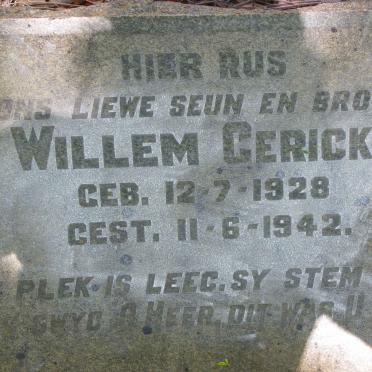 HIER RUS
ONS LIEWE SEUN EN BRO
WILLEM GERICK
GEB. 12-7-1928
GEST. 11-6-1942.
PLEK IS LEEG, SY STEM
SWYG O HEER, DIT WAS U